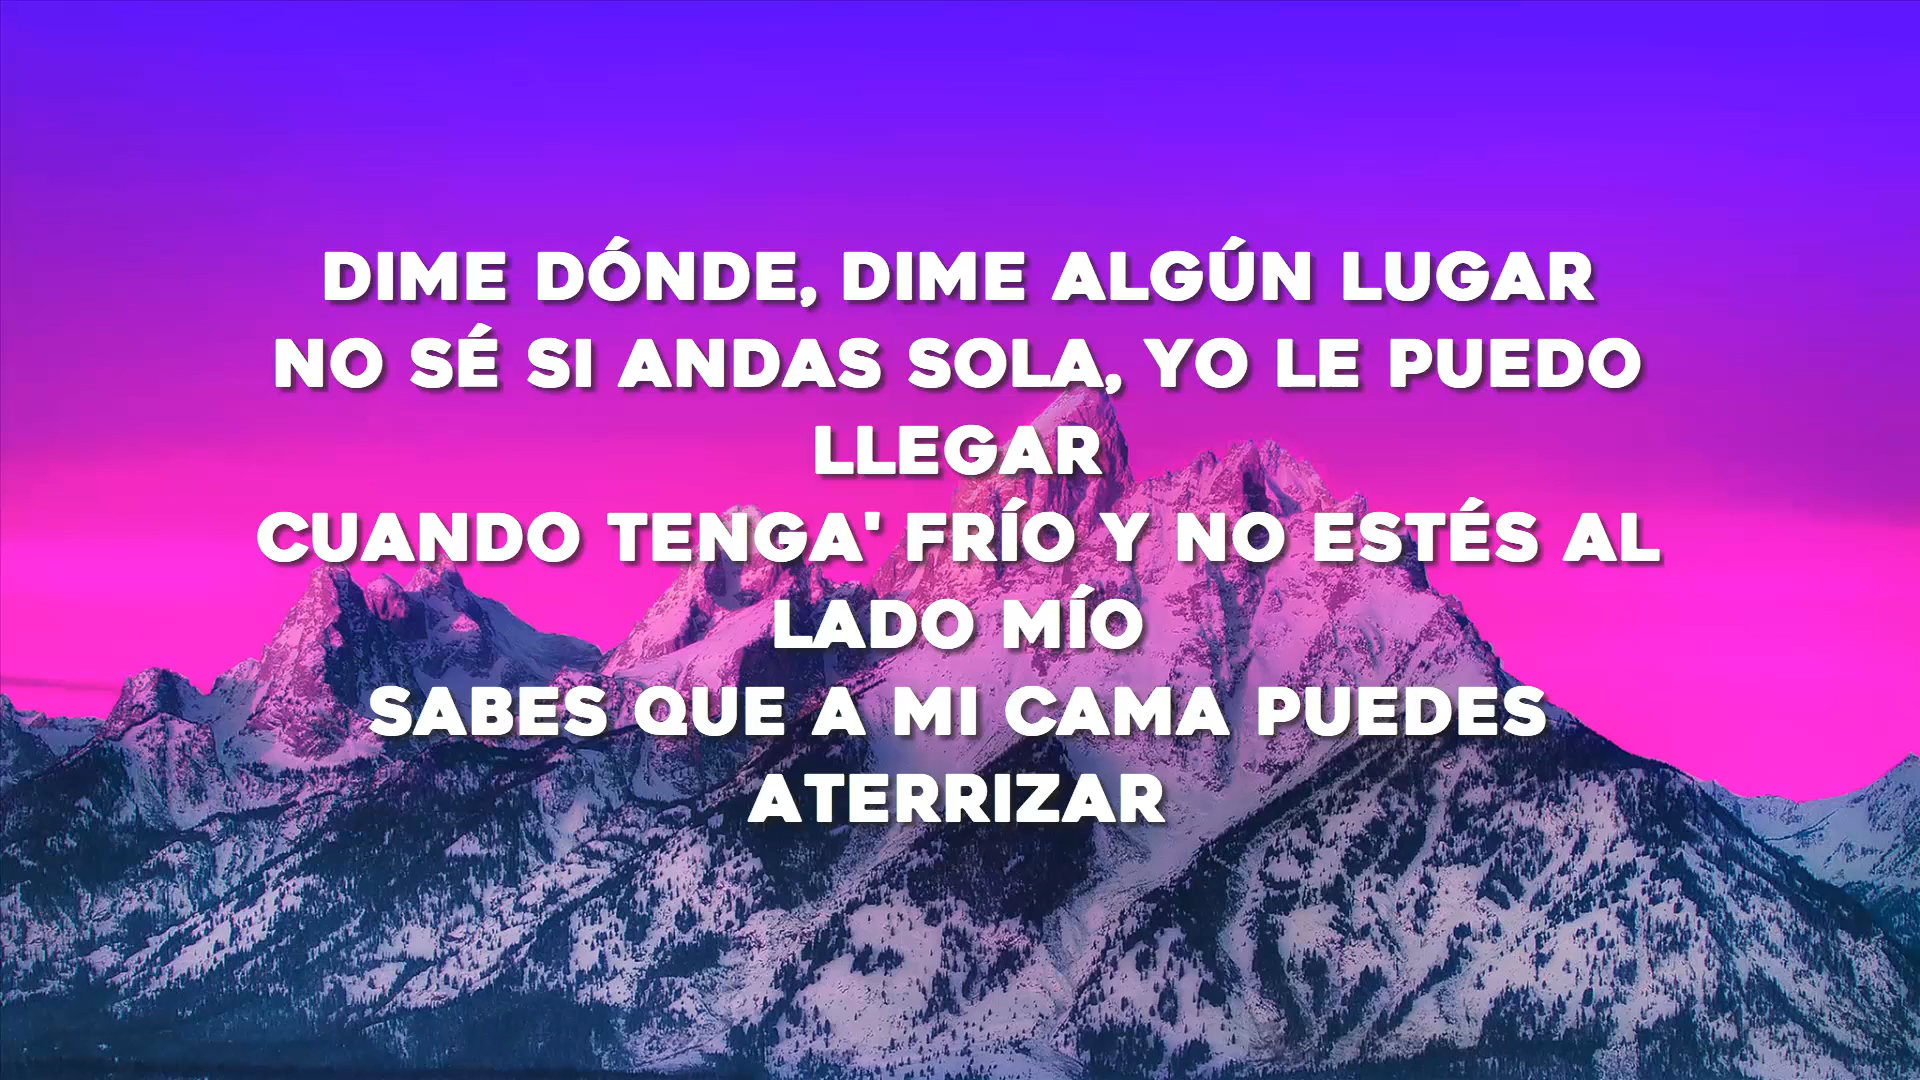 DIME DÓNDE, DIME ALGÚN LUGAR
NO SÉ SI ANDAS SOLA, YO LE PUEDO
LLEGAR
CUANDO TENGA' FRÍO Y NO ESTÉS AL
LADO MÍO
SABES QUE A MI CAMA PUEDES
ATERRIZAR